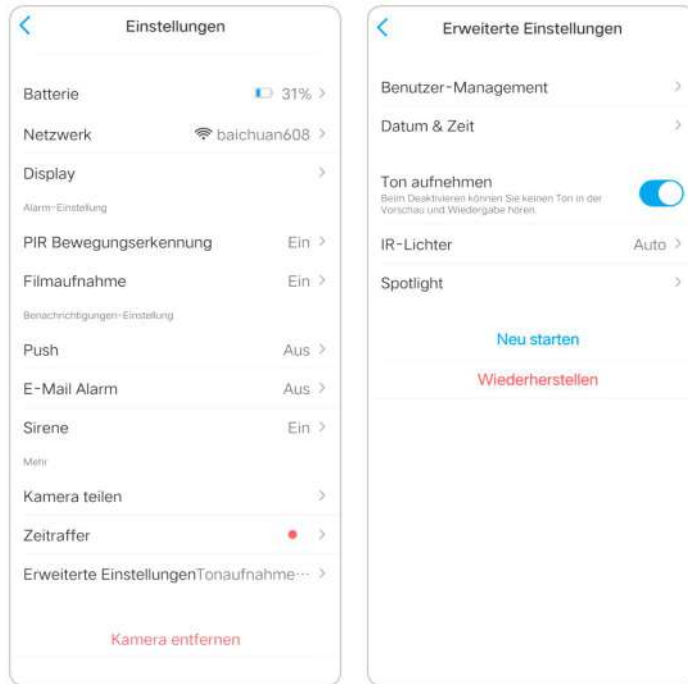 Einstellungen
Batterie 31%
Netzwerk baichuan608
Display
Alarm-Einstellung
PIR Bewegungserkennung Ein
Filmaufnahme Ein
Benachrichtigungen-Einstellung
Push Aus
E-Mail Alarm Aus
Sirene Ein
Mehr
Kamera teilen
Zeitraffer
Erweiterte Einstellungen Tonaufnahme...
Kamera entfernen
Erweiterte Einstellungen
Benutzer-Management
Datum & Zeit
Ton aufnehmen
Beim Deaktivieren können Sie keinen Ton in der
Vorschau und Wiedergabe hören.
IR-Lichter Auto
Spotlight
Neu starten
Wiederherstellen